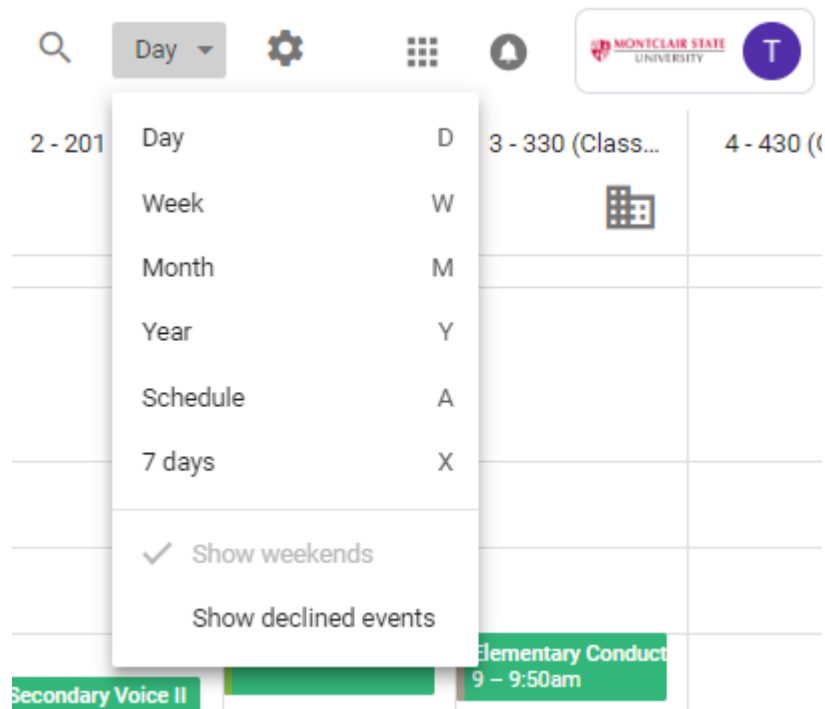 Day
MONTCLAIR STATE
UNIVERSITY
T
2 - 201
3 - 330 (Class...
4 - 430 (
Day D
Week W
Month M
Year Y
Schedule A
7 days X
Show weekends
Show declined events
Elementary Conduct
9 – 9:50am
Secondary Voice II